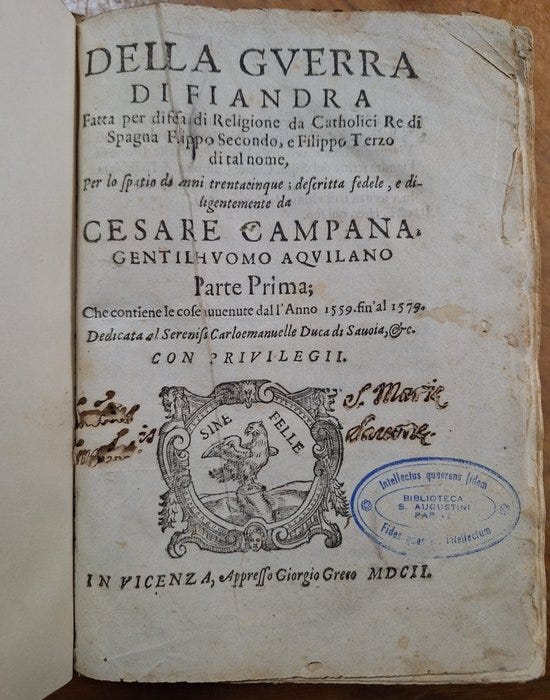 DELLA GVERRA
DI FIANDRA
Fatta per difesa di Religione da Catholici Re di
Spagna Filippo Secondo, e Filippo Terzo
di tal nome,
Per lo spatio di anni trentacinque; descritta fedele, e di-
ligentemente da
CESARE CAMPANA,
GENTILHVOMO AQVILANO
Parte Prima;
Che contiene le cose auuenute dall'Anno 1559. fin'al
Dedicata al Sereniss. Carloemanuelle Duca di Sauoia, &c.
CON PRIVILEGII.
SINE FELLE
S. Marie
Intellectus quaerens fidem
BIBLIOTECA
S. AUGUSTINI
Fides Intellectum
IN VICENZA, Appresso Giorgio Greco MDCII.